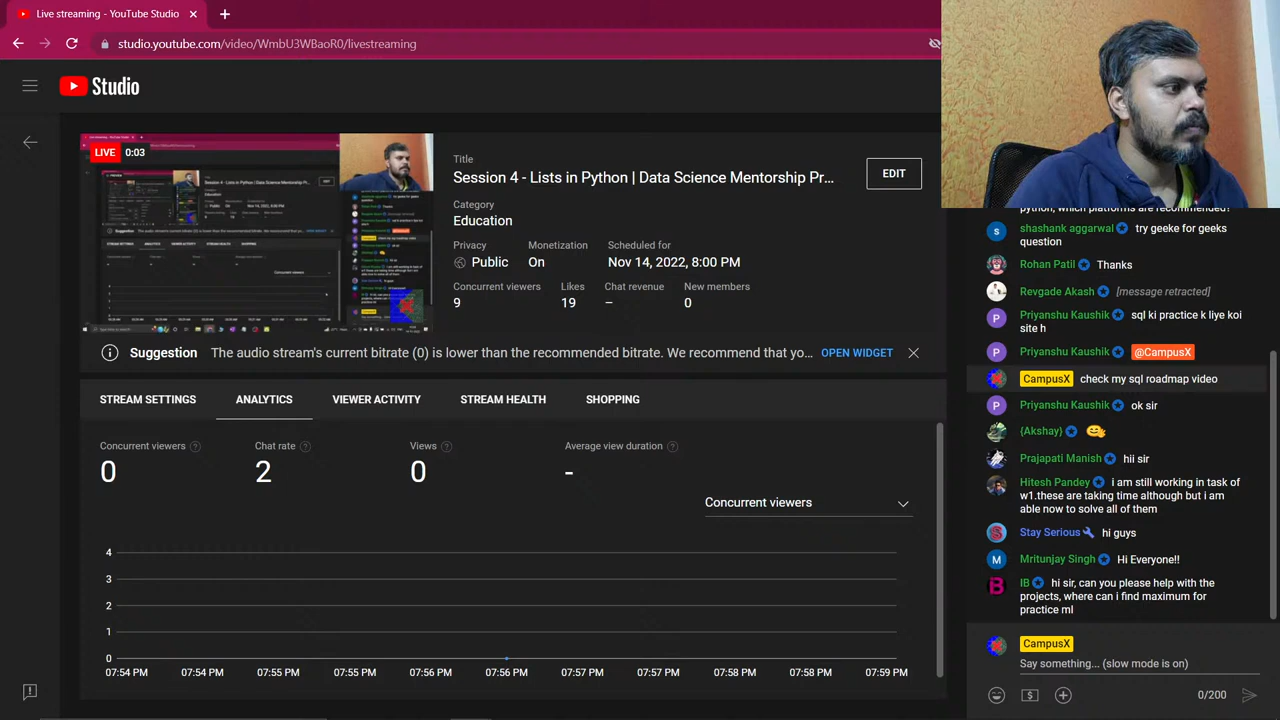 Live streaming - YouTube Studio
studio.youtube.com/video/WmbU3WBaoR0/livestreaming
Studio
LIVE 0:03
Title
Session 4 - Lists in Python | Data Science Mentorship Pr...
EDIT
Category
Education
Privacy
Public
Monetization
On
Scheduled for
Nov 14, 2022, 8:00 PM
Concurrent viewers
9
Likes
19
Chat revenue
–
New members
0
Suggestion The audio stream's current bitrate (0) is lower than the recommended bitrate. We recommend that yo...
OPEN WIDGET
STREAM SETTINGS
ANALYTICS
VIEWER ACTIVITY
STREAM HEALTH
SHOPPING
Concurrent viewers
0
Chat rate
2
Views
0
Average view duration
-
Concurrent viewers
4
3
2
1
0
07:54 PM 07:54 PM 07:55 PM 07:55 PM 07:56 PM 07:56 PM 07:57 PM 07:57 PM 07:58 PM 07:58 PM 07:59 PM
python, which platforms are recommended?
shashank aggarwal try geeke for geeks
question
Rohan Patil Thanks
Revgade Akash [message retracted]
Priyanshu Kaushik sql ki practice k liye koi
site h
Priyanshu Kaushik @CampusX
CampusX check my sql roadmap video
Priyanshu Kaushik ok sir
{Akshay}
Prajapati Manish hii sir
Hitesh Pandey i am still working in task of
w1.these are taking time although but i am
able now to solve all of them
Stay Serious hi guys
Mritunjay Singh Hi Everyone!!
IB hi sir, can you please help with the
projects, where can i find maximum for
practice ml
CampusX
Say something... (slow mode is on)
0/200